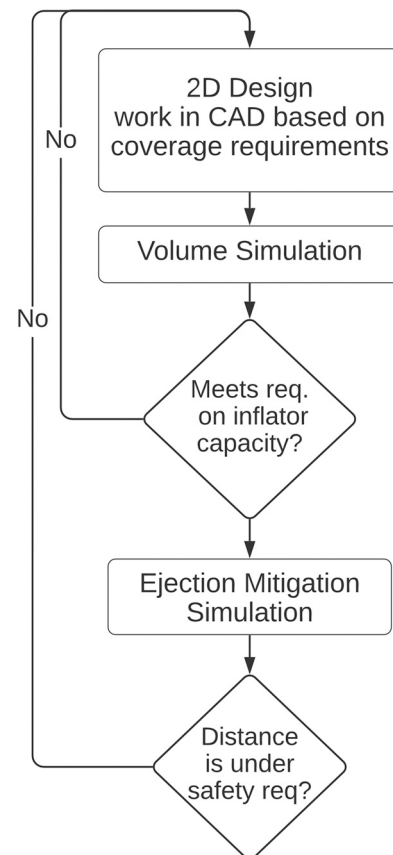 2D Design
work in CAD based on
coverage requirements
No
Volume Simulation
No
Meets req.
on inflator
capacity?
Ejection Mitigation
Simulation
Distance
is under
safety req?